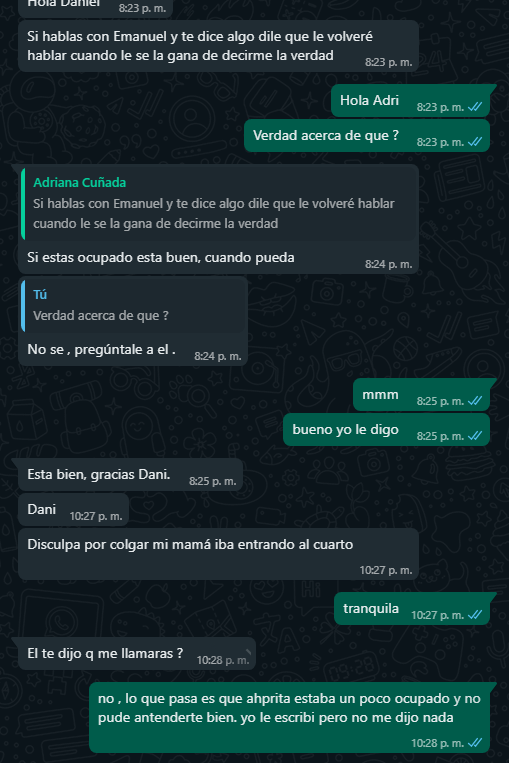 Hola Daniel
8:23 p. m.
Si hablas con Emanuel y te dice algo dile que le volveré
hablar cuando le se la gana de decirme la verdad
8:23 p. m.
Hola Adri
8:23 p. m.
Verdad acerca de que ?
8:23 p. m.
Adriana Cuñada
Si hablas con Emanuel y te dice algo dile que le volveré hablar
cuando le se la gana de decirme la verdad
Si estas ocupado esta buen, cuando pueda
8:24 p. m.
Tú
Verdad acerca de que ?
No se , pregúntale a el .
8:24 p. m.
mmm
8:25 p. m.
bueno yo le digo
8:25 p. m.
Esta bien, gracias Dani.
8:25 p. m.
Dani
10:27 p. m.
Disculpa por colgar mi mamá iba entrando al cuarto
10:27 p. m.
tranquila
10:27 p. m.
El te dijo q me llamaras ?
10:28 p. m.
no , lo que pasa es que ahprita estaba un poco ocupado y no
pude antenderte bien. yo le escribi pero no me dijo nada
10:28 p. m.